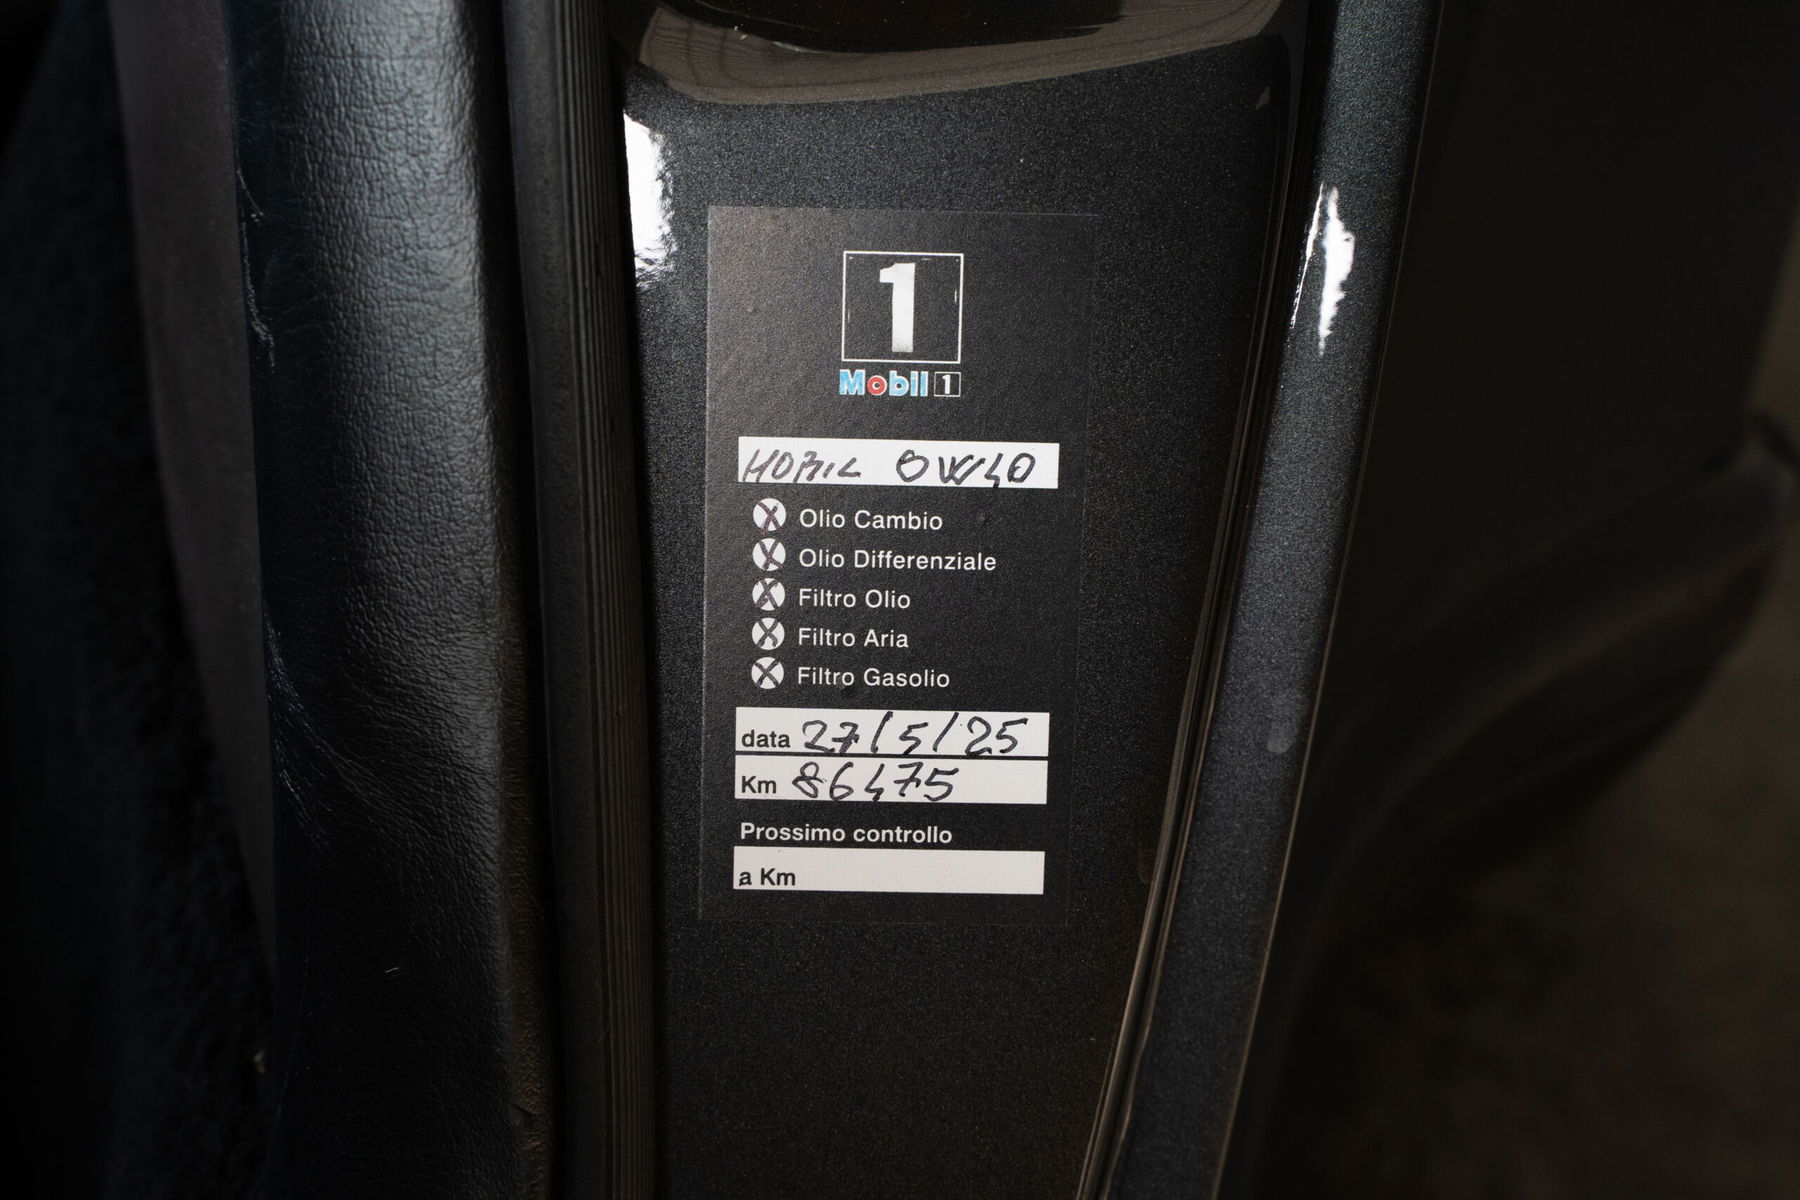 1
Mobil 1
MOBIL 0W40
X Olio Cambio
X Olio Differenziale
X Filtro Olio
X Filtro Aria
X Filtro Gasolio
data 27/5/25
Km 86475
Prossimo controllo
a Km